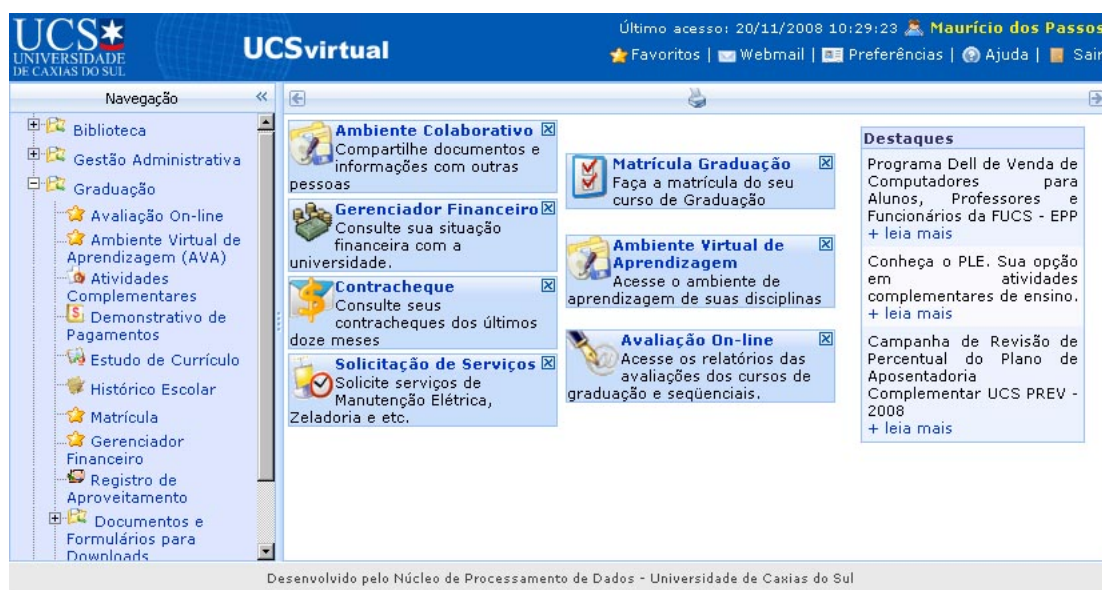 UCS
UNIVERSIDADE
DE CAXIAS DO SUL
UCSvirtual
Último acesso: 20/11/2008 10:29:23 Maurício dos Passos
Favoritos | Webmail | Preferências | Ajuda | Sair
Navegação «
Biblioteca
Gestão Administrativa
Graduação
Avaliação On-line
Ambiente Virtual de
Aprendizagem (AVA)
Atividades
Complementares
Demonstrativo de
Pagamentos
Estudo de Currículo
Histórico Escolar
Matrícula
Gerenciador
Financeiro
Registro de
Aproveitamento
Documentos e
Formulários para
Downloads
Ambiente Colaborativo
Compartilhe documentos e
informações com outras
pessoas
Gerenciador Financeiro
Consulte sua situação
financeira com a
universidade.
Contracheque
Consulte seus
contracheques dos últimos
doze meses
Solicitação de Serviços
Solicite serviços de
Manutenção Elétrica,
Zeladoria e etc.
Matrícula Graduação
Faça a matrícula do seu
curso de Graduação
Ambiente Virtual de
Aprendizagem
Acesse o ambiente de
aprendizagem de suas disciplinas
Avaliação On-line
Acesse os relatórios das
avaliações dos cursos de
graduação e seqüenciais.
Destaques
Programa Dell de Venda de
Computadores para
Alunos, Professores e
Funcionários da FUCS - EPP
+ leia mais
Conheça o PLE. Sua opção
em atividades
complementares de ensino.
+ leia mais
Campanha de Revisão de
Percentual do Plano de
Aposentadoria
Complementar UCS PREV -
2008
+ leia mais
Desenvolvido pelo Núcleo de Processamento de Dados - Universidade de Caxias do Sul